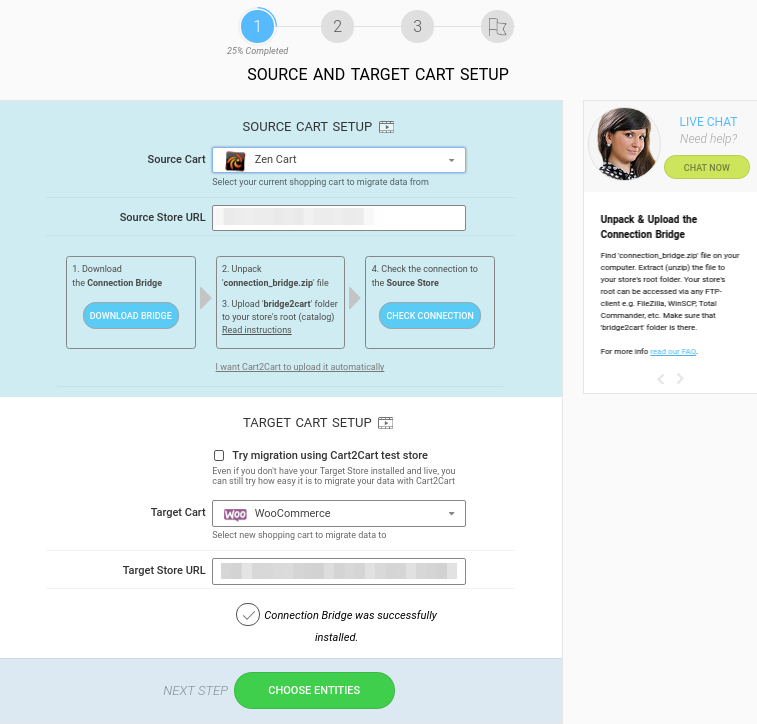 1
2
3
25% Completed
SOURCE AND TARGET CART SETUP
SOURCE CART SETUP
Source Cart
Zen Cart
Select your current shopping cart to migrate data from
Source Store URL
1. Download
the Connection Bridge
DOWNLOAD BRIDGE
2. Unpack
'connection_bridge.zip' file
3. Upload 'bridge2cart' folder
to your store's root (catalog)
Read instructions
4. Check the connection to
the Source Store
CHECK CONNECTION
I want Cart2Cart to upload it automatically
TARGET CART SETUP
Try migration using Cart2Cart test store
Even if you don't have your Target Store installed and live, you
can still try how easy it is to migrate your data with Cart2Cart
Target Cart
WOO
WooCommerce
Select new shopping cart to migrate data to
Target Store URL
Connection Bridge was successfully
installed.
NEXT STEP
CHOOSE ENTITIES
LIVE CHAT
Need help?
CHAT NOW
Unpack & Upload the
Connection Bridge
Find 'connection_bridge.zip' file on your
computer. Extract (unzip) the file to
your store's root folder. Your store's
root can be accessed via any FTP-
client e.g. FileZilla, WinSCP, Total
Commander, etc. Make sure that
'bridge2cart' folder is there.
For more info read our FAQ.